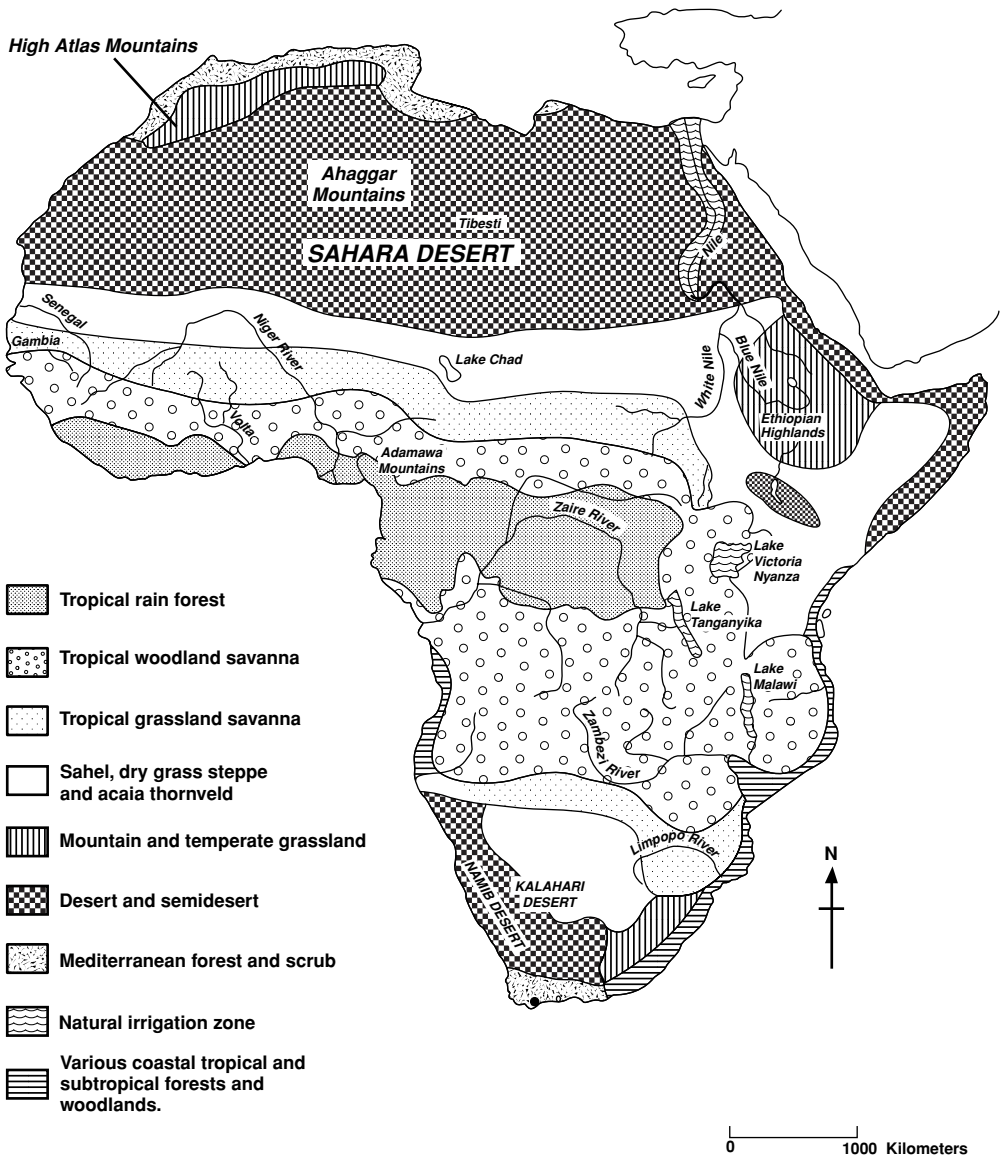 High Atlas Mountains
Ahaggar
Mountains
Tibesti
SAHARA DESERT
Nile
Senegal
Gambia
Niger River
Lake Chad
White Nile
Blue Nile
Ethiopian
Highlands
Volta
Adamawa
Mountains
Zaire River
Lake
Victoria
Nyanza
Lake
Tanganyika
Lake
Malawi
Zambezi River
Limpopo River
NAMIB DESERT
KALAHARI
DESERT
Tropical rain forest
Tropical woodland savanna
Tropical grassland savanna
Sahel, dry grass steppe
and acaia thornveld
Mountain and temperate grassland
Desert and semidesert
Mediterranean forest and scrub
Natural irrigation zone
Various coastal tropical and
subtropical forests and
woodlands.
N
0 1000 Kilometers